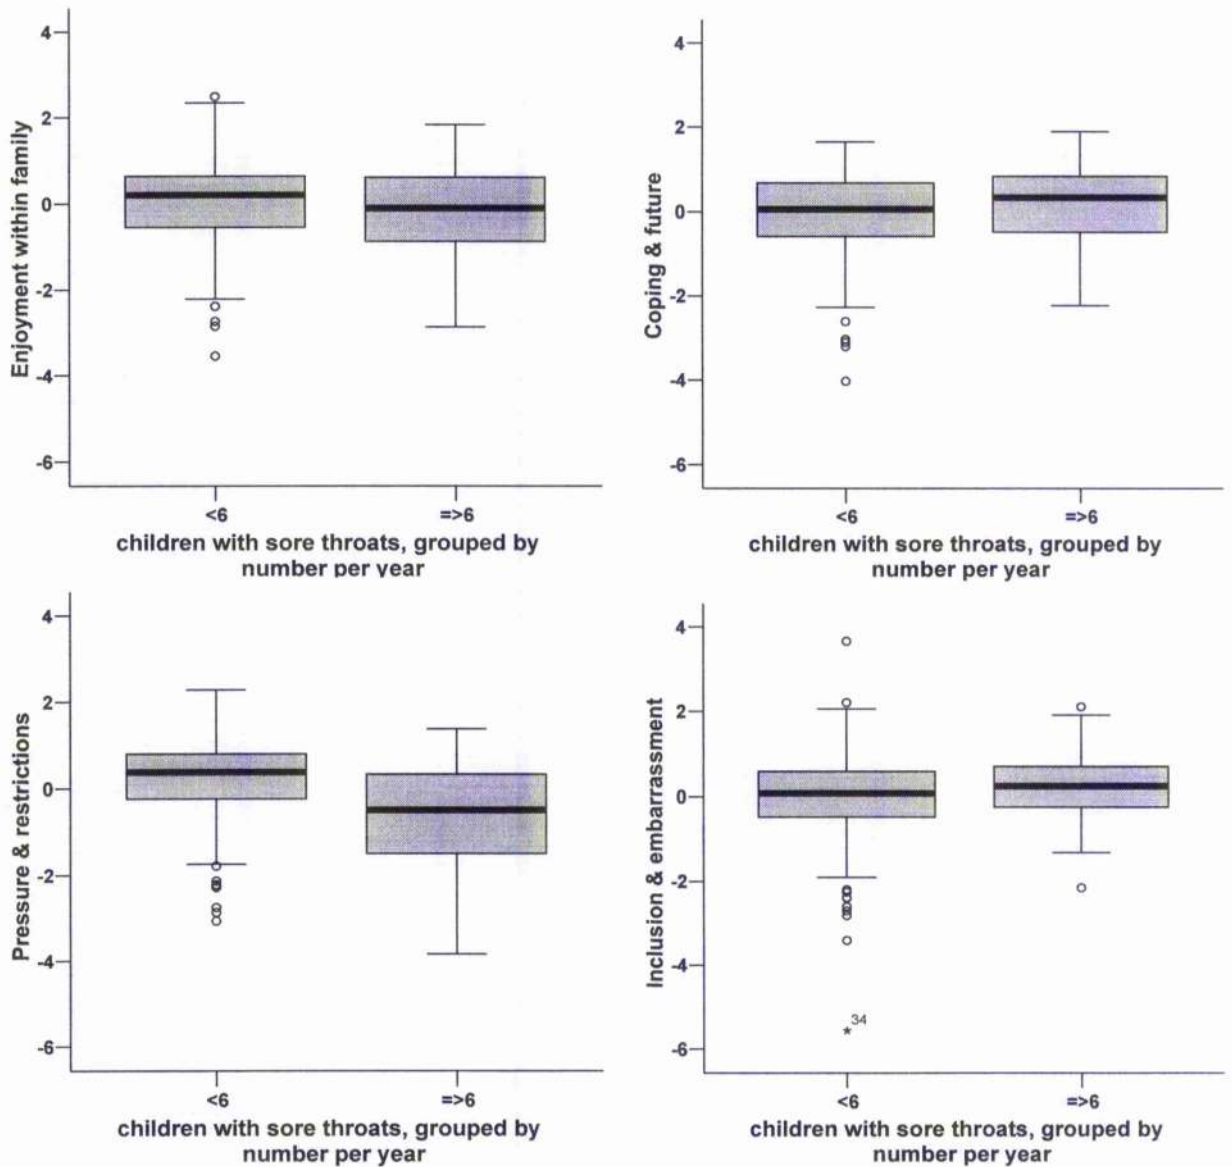 Enjoyment within family
4
2
0
-2
-4
-6
<6
=>6
children with sore throats, grouped by
number per year
Coping & future
4
2
0
-2
-4
-6
<6
=>6
children with sore throats, grouped by
number per year
Pressure & restrictions
4
2
0
-2
-4
-6
<6
=>6
children with sore throats, grouped by
number per year
Inclusion & embarrassment
4
2
0
-2
-4
-6
34
<6
=>6
children with sore throats, grouped by
number per year